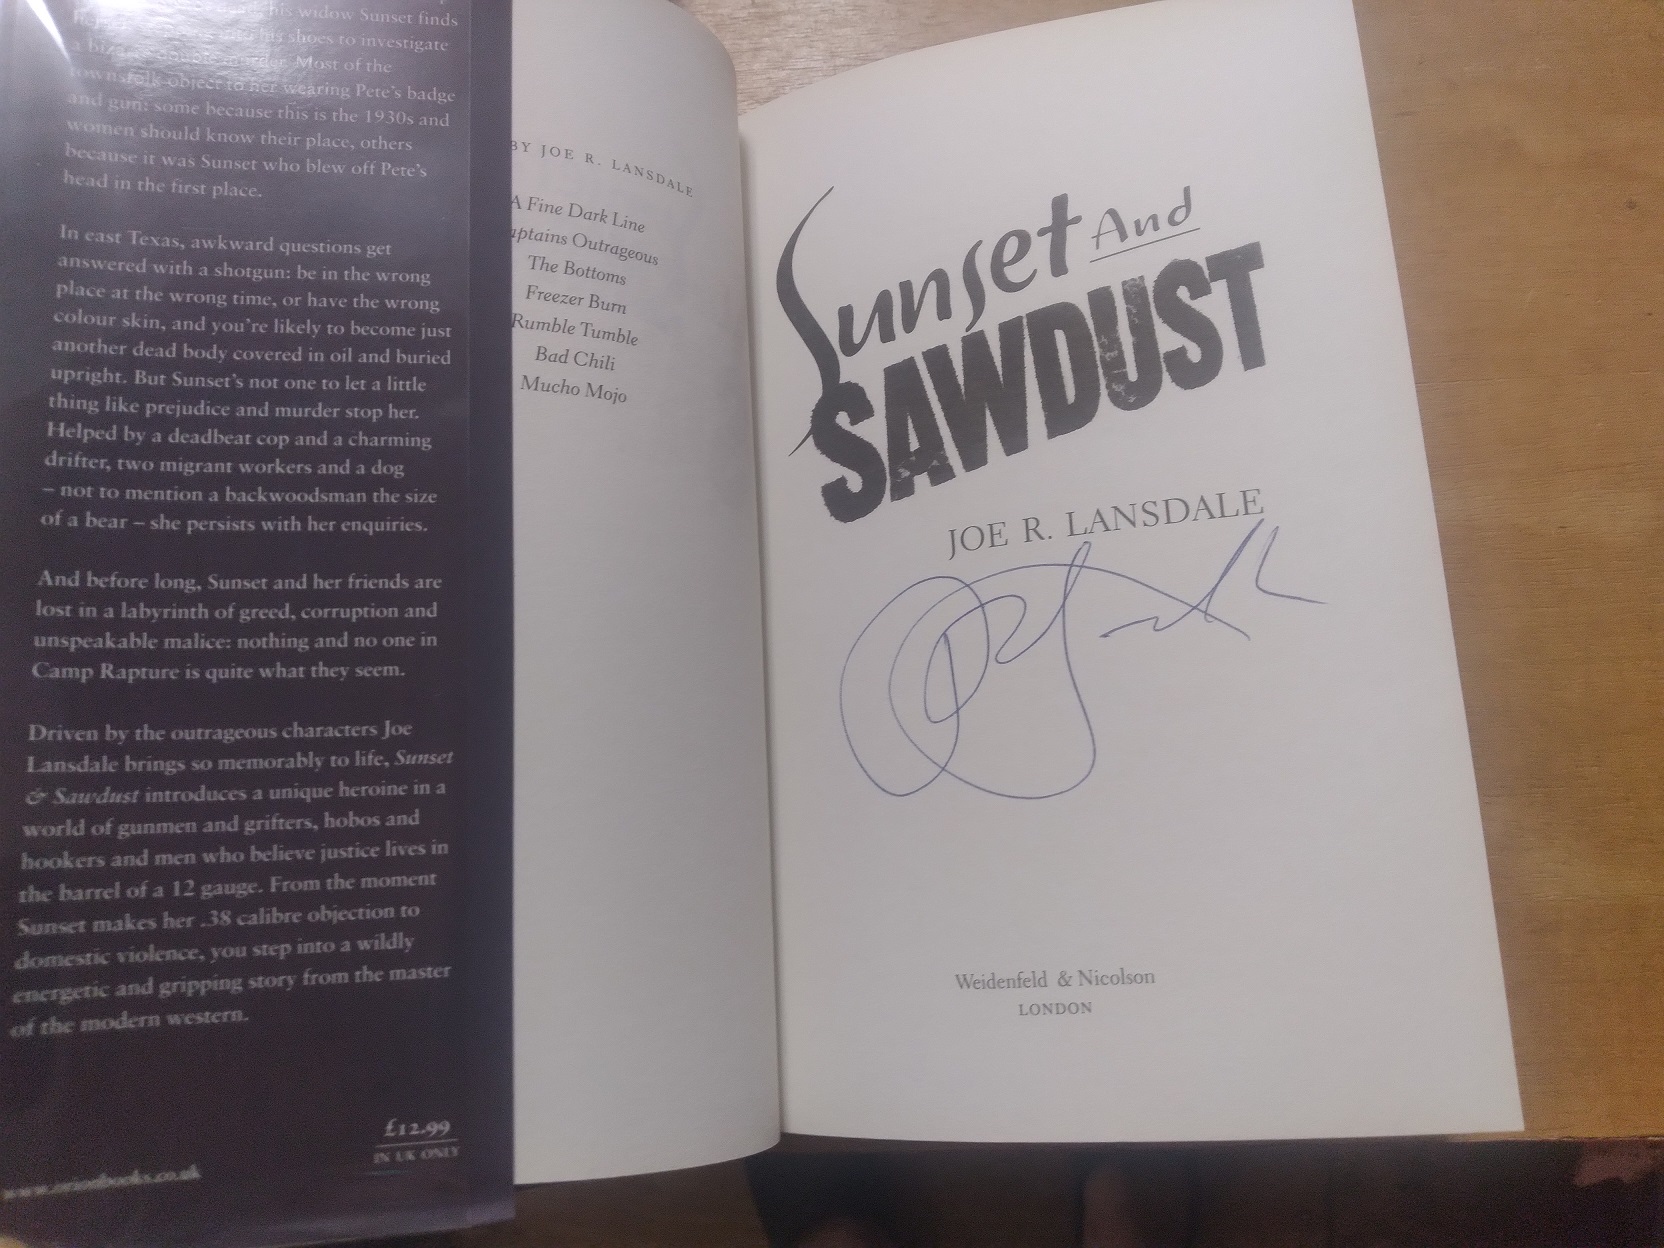 his widow Sunset finds
his shoes to investigate
a bizarre double murder. Most of the
townsfolk object to her wearing Pete's badge
and gun: some because this is the 1930s and
women should know their place, others
because it was Sunset who blew off Pete's
head in the first place.
In east Texas, awkward questions get
answered with a shotgun: be in the wrong
place at the wrong time, or have the wrong
colour skin, and you're likely to become just
another dead body covered in oil and buried
upright. But Sunset's not one to let a little
thing like prejudice and murder stop her.
Helped by a deadbeat cop and a charming
drifter, two migrant workers and a dog
– not to mention a backwoodsman the size
of a bear – she persists with her enquiries.
And before long, Sunset and her friends are
lost in a labyrinth of greed, corruption and
unspeakable malice: nothing and no one in
Camp Rapture is quite what they seem.
Driven by the outrageous characters Joe
Lansdale brings so memorably to life, Sunset
& Sawdust introduces a unique heroine in a
world of gunmen and grifters, hobos and
hookers and men who believe justice lives in
the barrel of a 12 gauge. From the moment
Sunset makes her .38 calibre objection to
domestic violence, you step into a wildly
energetic and gripping story from the master
of the modern western.
£12.99
IN UK ONLY
www.orionbooks.co.uk
BY JOE R. LANSDALE
A Fine Dark Line
ptains Outrageous
The Bottoms
Freezer Burn
Rumble Tumble
Bad Chili
Mucho Mojo
Sunset And
SAWDUST
JOE R. LANSDALE
Weidenfeld & Nicolson
LONDON